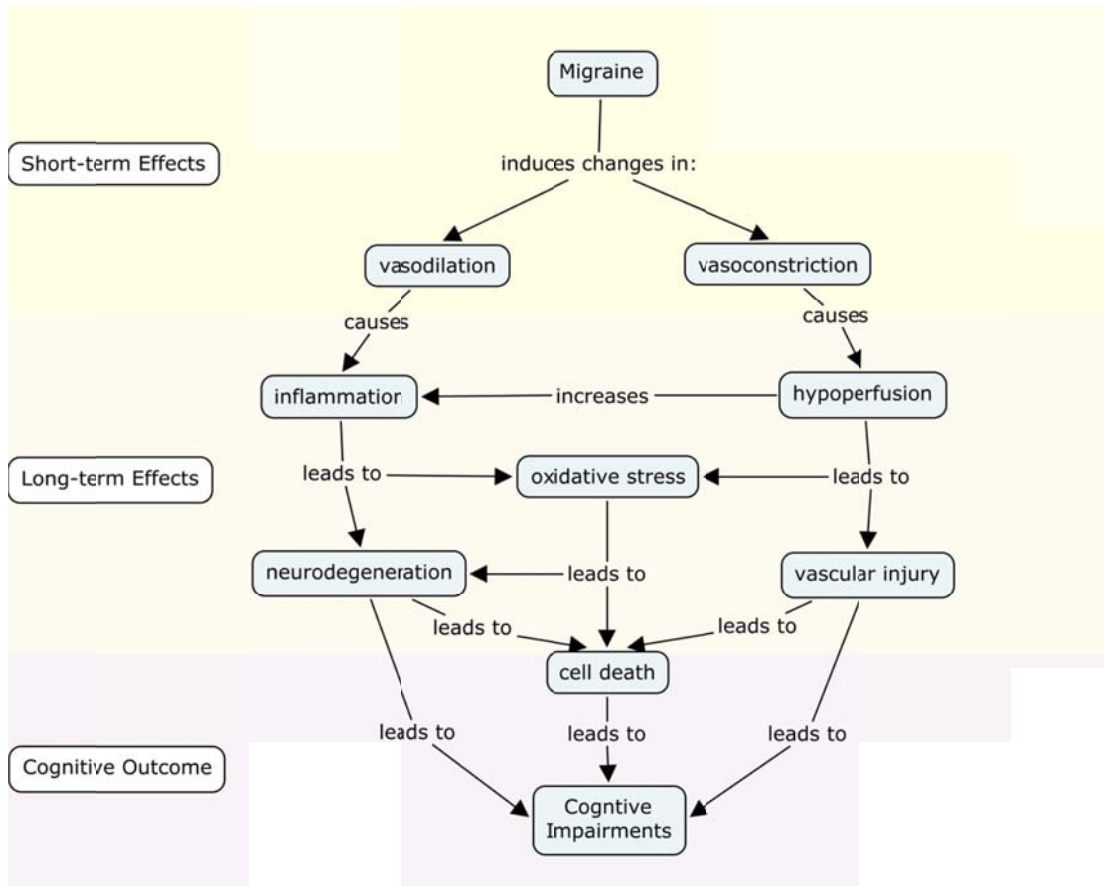 Migraine
Short-term Effects
induces changes in:
vasodilation
vasoconstriction
causes
causes
inflammation
increases
hypoperfusion
Long-term Effects
leads to
oxidative stress
leads to
neurodegeneration
leads to
vascular injury
leads to
leads to
cell death
leads to
leads to
leads to
Cognitive Outcome
Cogntive
Impairments